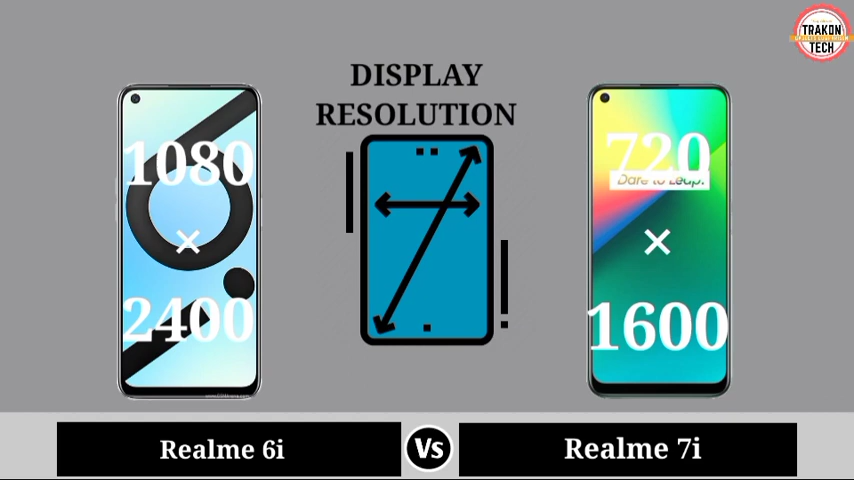 TRAKON
TECH
DISPLAY
RESOLUTION
1080
×
2400
720
Dare to Leap.
×
1600
Realme 6i
Vs
Realme 7i